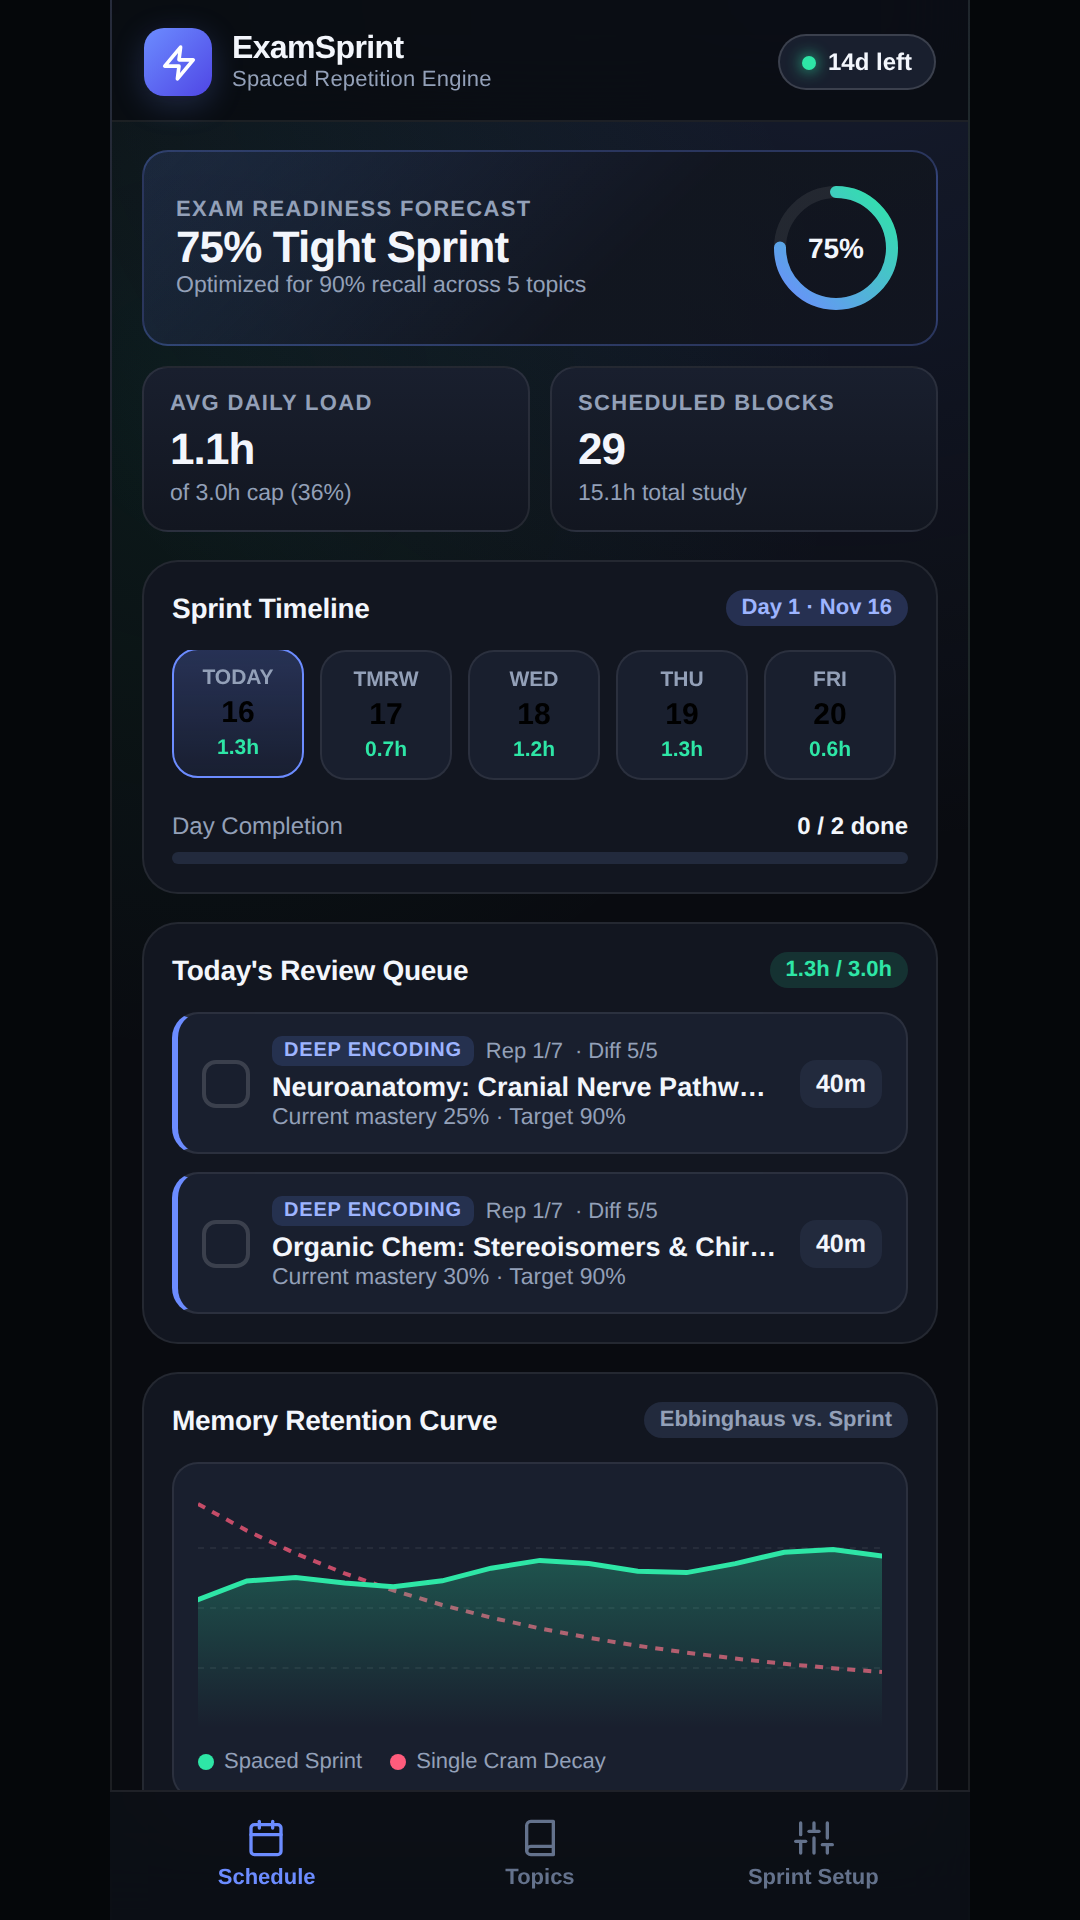 ExamSprint
Spaced Repetition Engine
14d left
EXAM READINESS FORECAST
75% Tight Sprint
Optimized for 90% recall across 5 topics
75%
AVG DAILY LOAD
1.1h
of 3.0h cap (36%)
SCHEDULED BLOCKS
29
15.1h total study
Sprint Timeline
Day 1 · Nov 16
TODAY
16
1.3h
TMRW
17
0.7h
WED
18
1.2h
THU
19
1.3h
FRI
20
0.6h
Day Completion
0 / 2 done
Today's Review Queue
1.3h / 3.0h
DEEP ENCODING Rep 1/7 · Diff 5/5
Neuroanatomy: Cranial Nerve Pathw…
Current mastery 25% · Target 90%
40m
DEEP ENCODING Rep 1/7 · Diff 5/5
Organic Chem: Stereoisomers & Chir…
Current mastery 30% · Target 90%
40m
Memory Retention Curve
Ebbinghaus vs. Sprint
Spaced Sprint
Single Cram Decay
Schedule
Topics
Sprint Setup